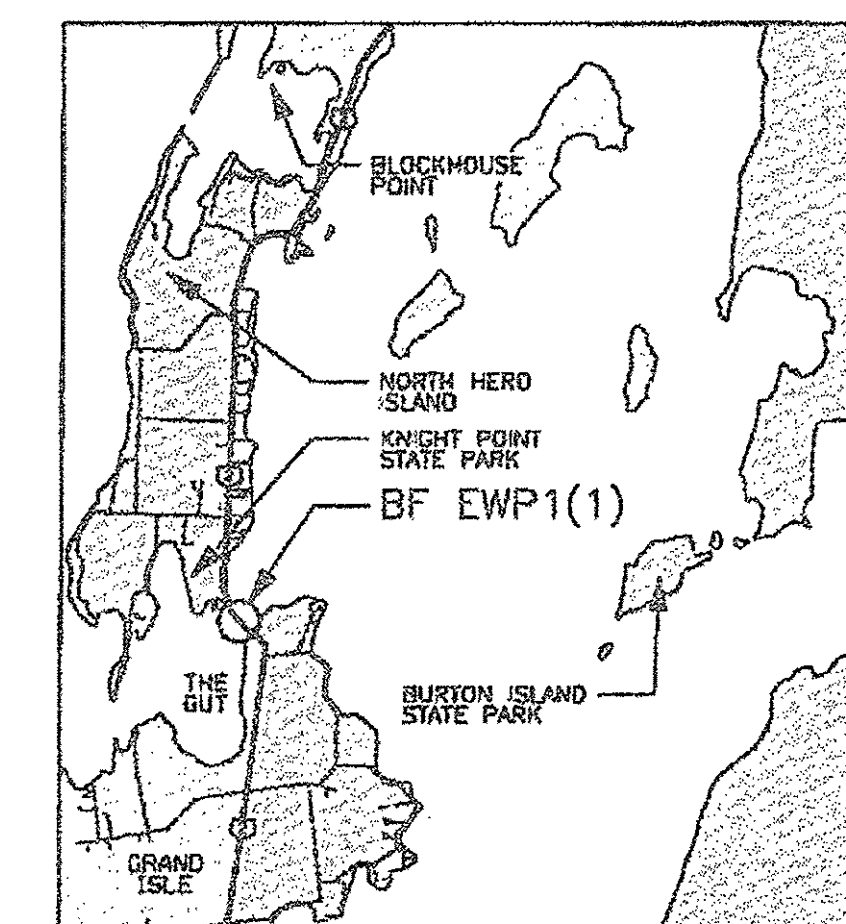 BLOCKHOUSE
POINT
NORTH HERO
ISLAND
KNIGHT POINT
STATE PARK
BF EWP1(1)
THE
GUT
BURTON ISLAND
STATE PARK
GRAND
ISLE